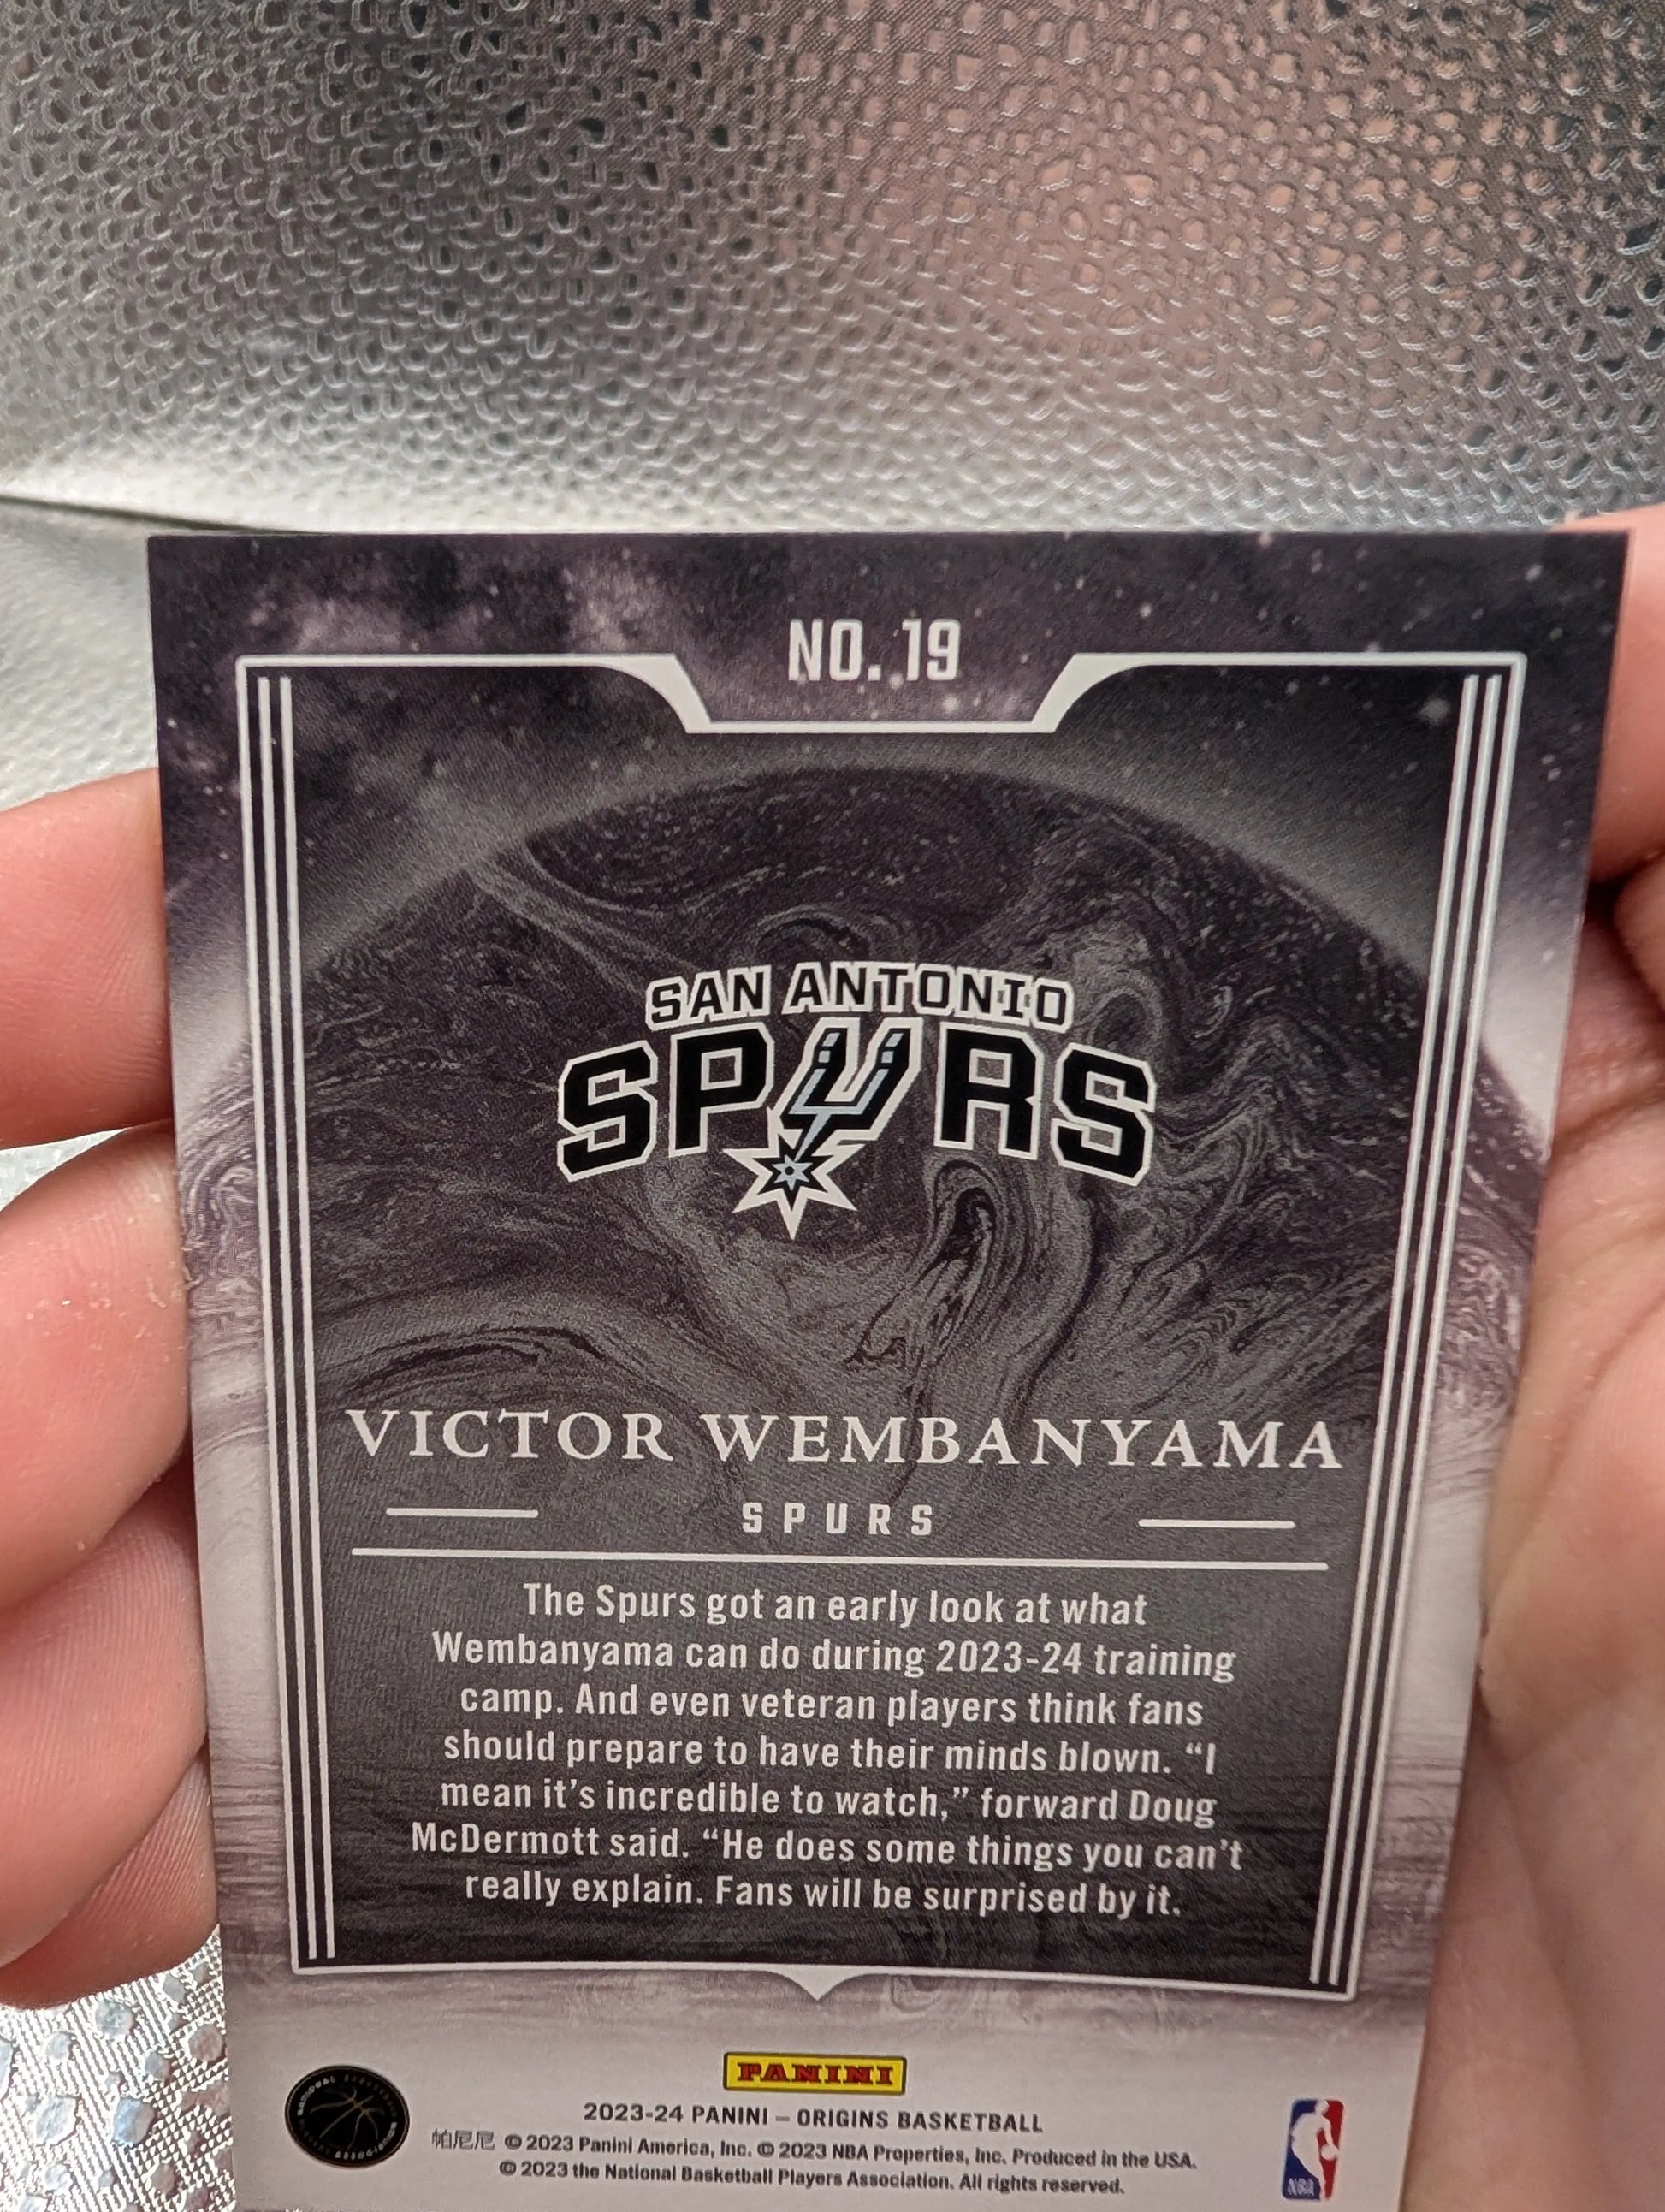 NO. 19
SAN ANTONIO
SPURS
VICTOR WEMBANYAMA
SPURS
The Spurs got an early look at what
Wembanyama can do during 2023-24 training
camp. And even veteran players think fans
should prepare to have their minds blown. “I
mean it’s incredible to watch,” forward Doug
McDermott said. “He does some things you can’t
really explain. Fans will be surprised by it.
PANINI
2023-24 PANINI – ORIGINS BASKETBALL
帕尼尼 © 2023 Panini America, Inc. © 2023 NBA Properties, Inc. Produced in the USA.
© 2023 the National Basketball Players Association. All rights reserved.
NBA